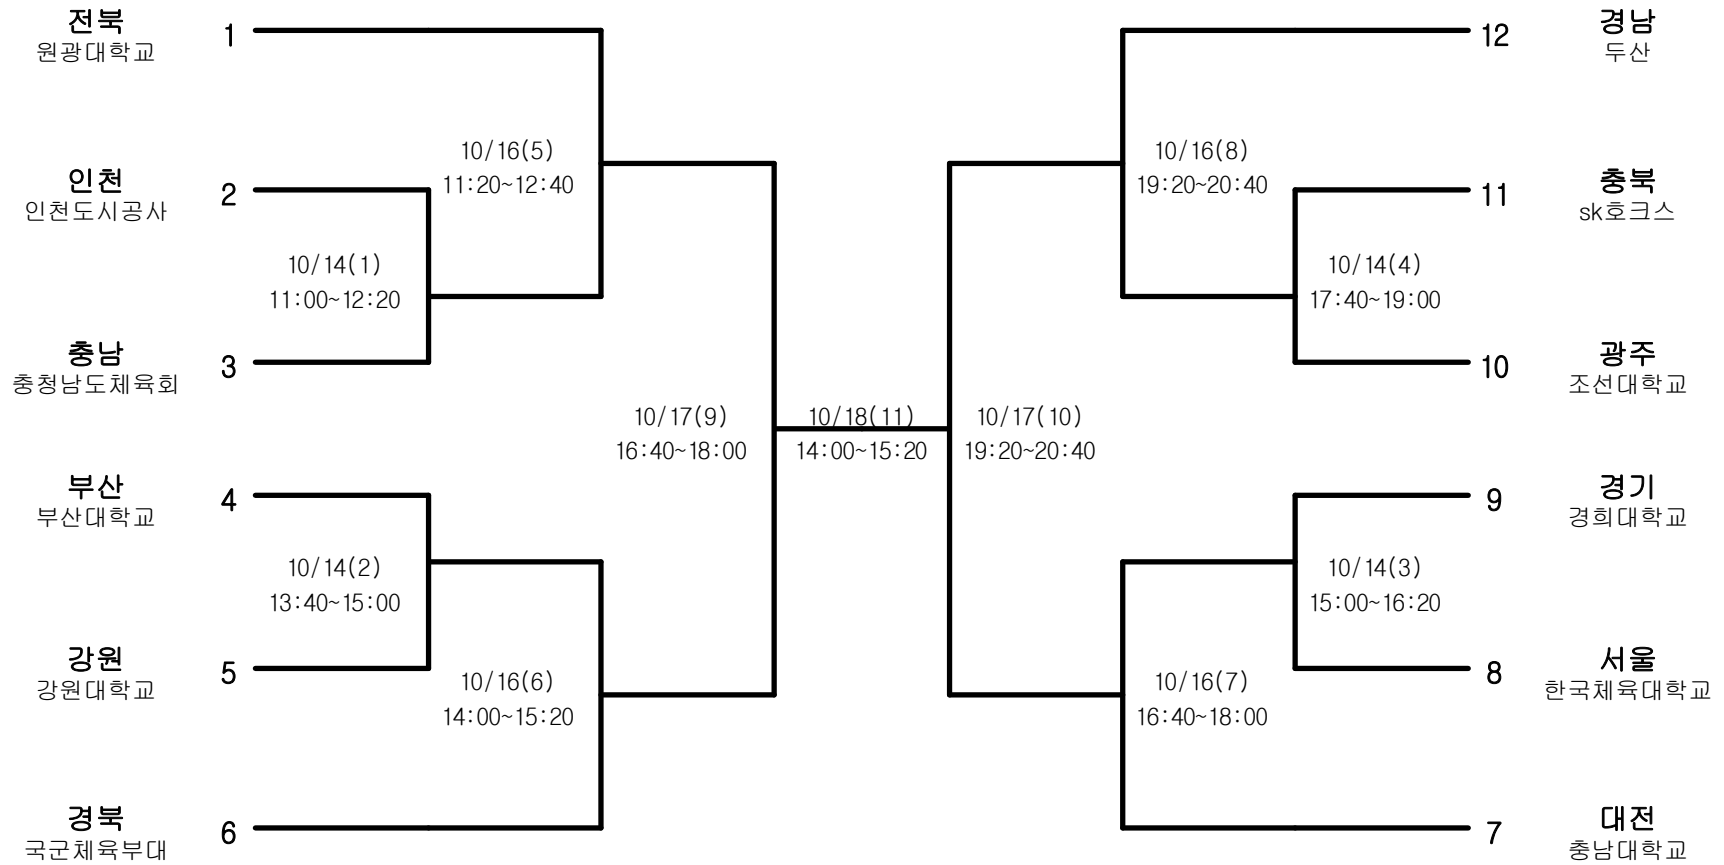 전북
원광대학교
1
10/16(5)
11:20~12:40
인천
인천도시공사
2
10/14(1)
11:00~12:20
충남
충청남도체육회
3
10/17(9)
16:40~18:00
부산
부산대학교
4
10/14(2)
13:40~15:00
강원
강원대학교
5
10/16(6)
14:00~15:20
경북
국군체육부대
6
10/18(11)
14:00~15:20
12
경남
두산
10/16(8)
19:20~20:40
11
충북
sk호크스
10/14(4)
17:40~19:00
10
광주
조선대학교
10/17(10)
19:20~20:40
9
경기
경희대학교
10/14(3)
15:00~16:20
8
서울
한국체육대학교
10/16(7)
16:40~18:00
7
대전
충남대학교